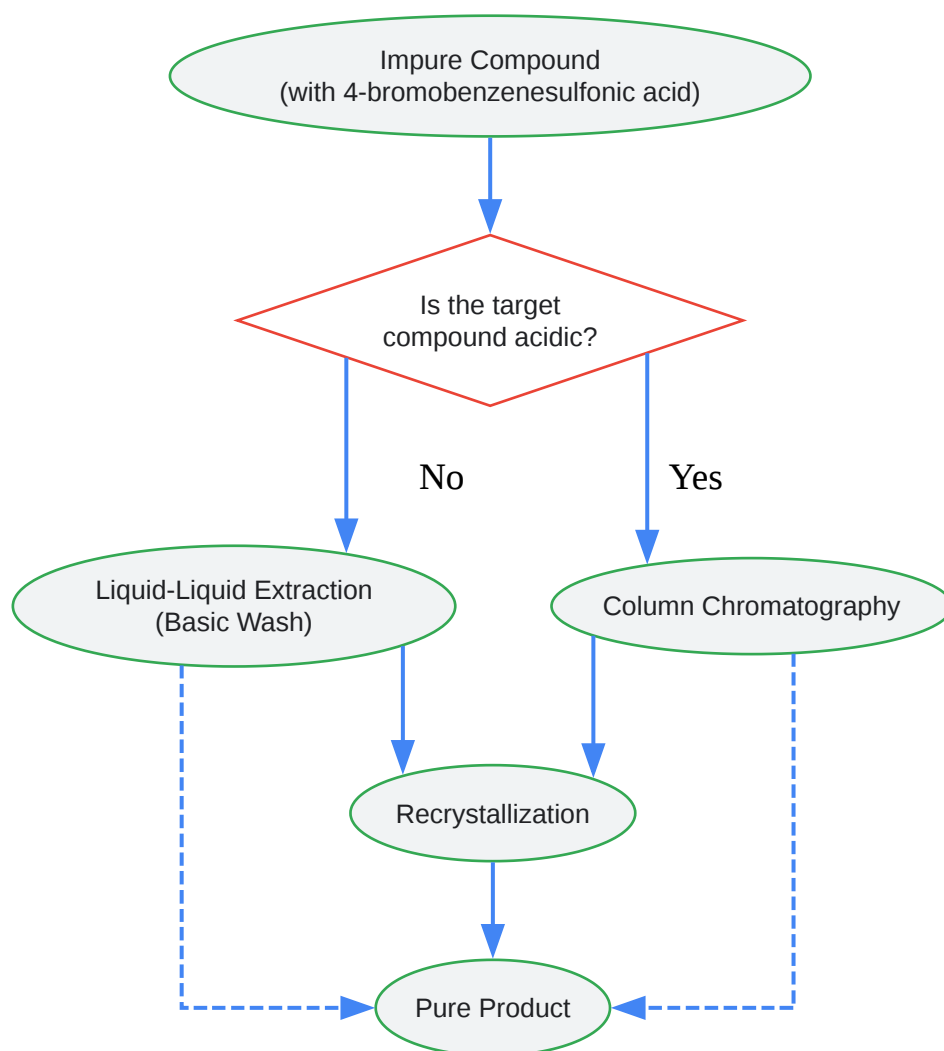 Impure Compound
(with 4-bromobenzenesulfonic acid)
Is the target
compound acidic?
No
Yes
Liquid-Liquid Extraction
(Basic Wash)
Column Chromatography
Recrystallization
Pure Product